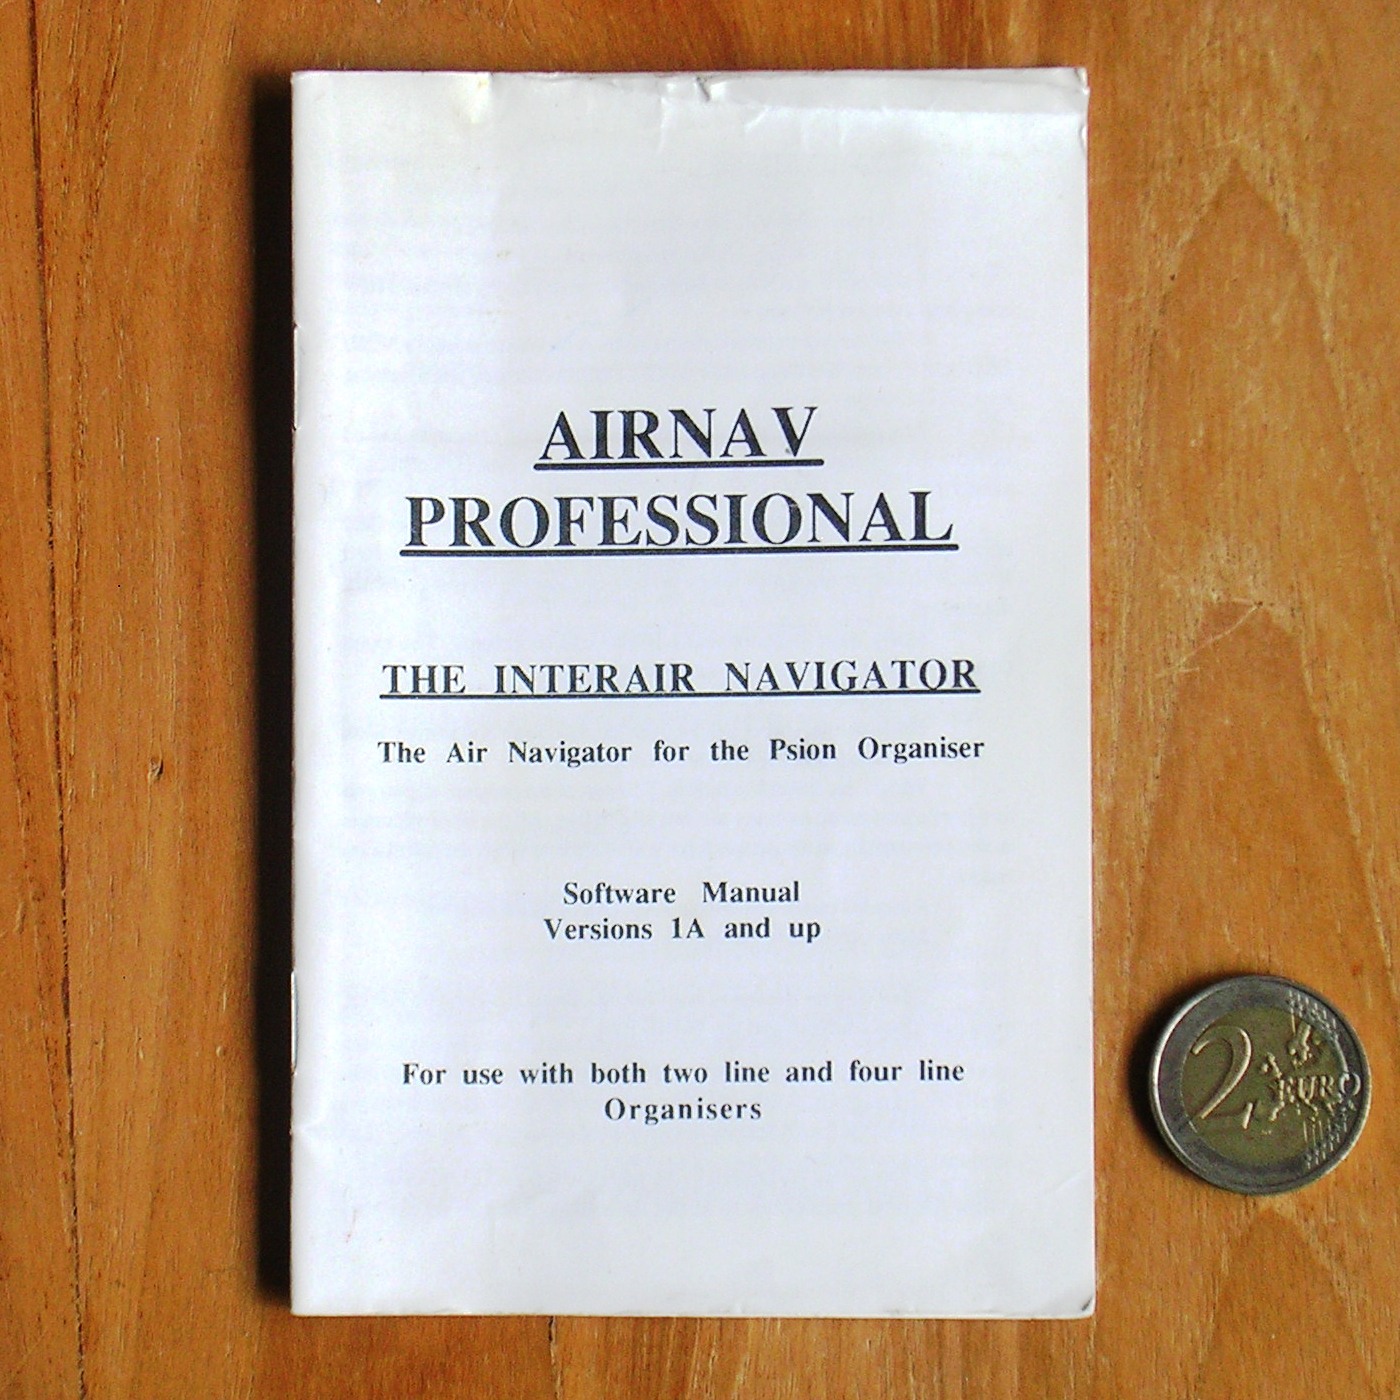 AIRNAV
PROFESSIONAL
THE INTERAIR NAVIGATOR
The Air Navigator for the Psion Organiser
Software Manual
Versions 1A and up
For use with both two line and four line
Organisers
2 EURO